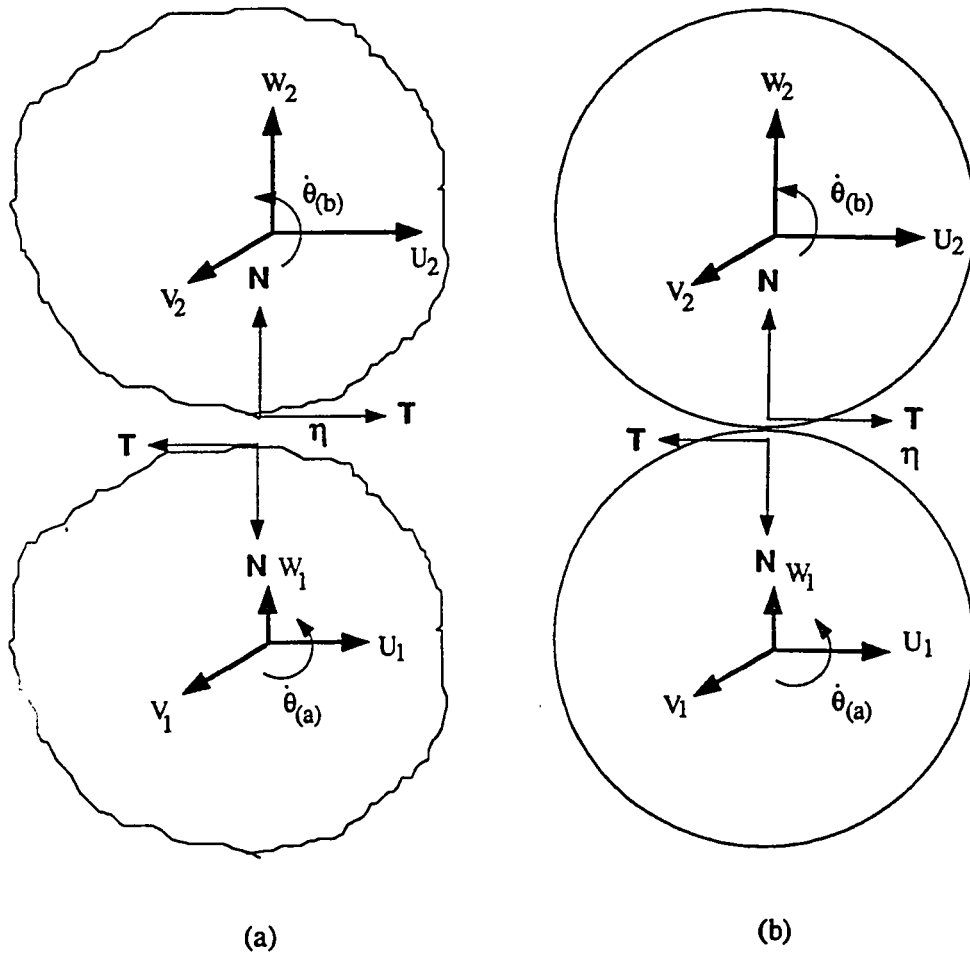 W₂
θ̇₍b₎
U₂
V₂
N
T
η
T
N W₁
U₁
V₁
θ̇₍a₎
(a)
W₂
θ̇₍b₎
U₂
V₂
N
T
T
η
N W₁
U₁
V₁
θ̇₍a₎
(b)